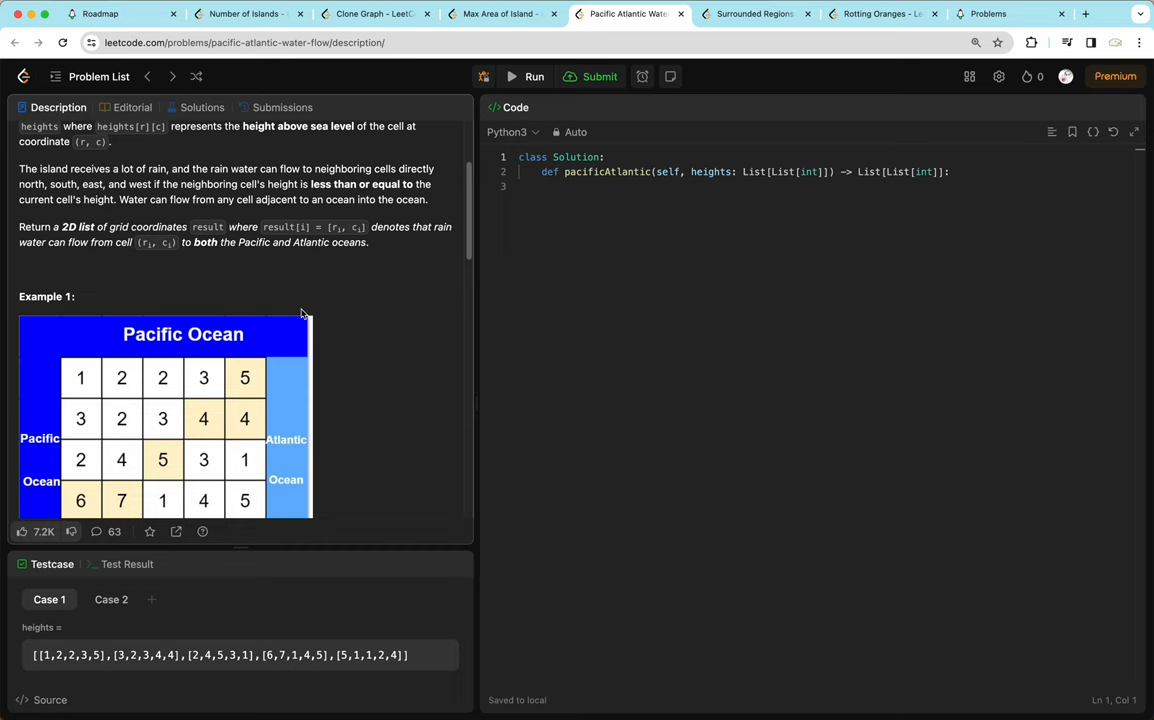 Roadmap
Number of Islands -
Clone Graph - LeetC
Max Area of Island -
Pacific Atlantic Water
Surrounded Regions
Rotting Oranges - Le
Problems
leetcode.com/problems/pacific-atlantic-water-flow/description/
Problem List
Run
Submit
0
Premium
Description
Editorial
Solutions
Submissions
heights where heights[r][c] represents the height above sea level of the cell at
coordinate (r, c).
The island receives a lot of rain, and the rain water can flow to neighboring cells directly
north, south, east, and west if the neighboring cell's height is less than or equal to the
current cell's height. Water can flow from any cell adjacent to an ocean into the ocean.
Return a 2D list of grid coordinates result where result[i] = [ri, ci] denotes that rain
water can flow from cell (ri, ci) to both the Pacific and Atlantic oceans.
Example 1:
Pacific Ocean
1 2 2 3 5
3 2 3 4 4
Pacific
Atlantic
2 4 5 3 1
Ocean
Ocean
6 7 1 4 5
7.2K
63
Testcase
Test Result
Case 1
Case 2
heights =
[[1,2,2,3,5],[3,2,3,4,4],[2,4,5,3,1],[6,7,1,4,5],[5,1,1,2,4]]
Source
Code
Python3
Auto
1 class Solution:
2 def pacificAtlantic(self, heights: List[List[int]]) -> List[List[int]]:
3
Saved to local
Ln 1, Col 1